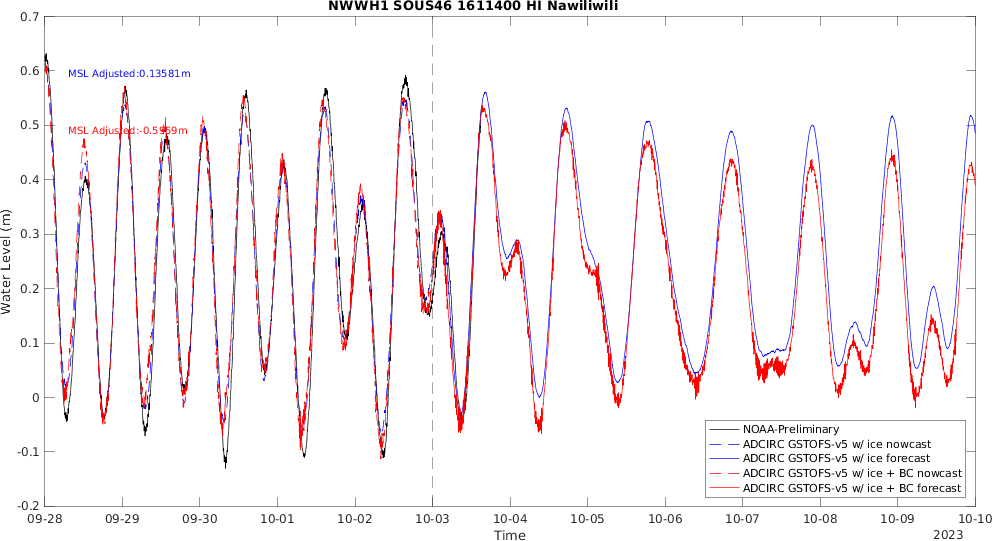 NWWH1 SOUS46 1611400 HI Nawiliwili
0.7
0.6
0.5
0.4
0.3
0.2
0.1
0
-0.1
-0.2
Water Level (m)
MSL Adjusted:0.13581m
MSL Adjusted:-0.5959m
NOAA-Preliminary
ADCIRC GSTOFS-v5 w/ ice nowcast
ADCIRC GSTOFS-v5 w/ ice forecast
ADCIRC GSTOFS-v5 w/ ice + BC nowcast
ADCIRC GSTOFS-v5 w/ ice + BC forecast
09-28 09-29 09-30 10-01 10-02 10-03 10-04 10-05 10-06 10-07 10-08 10-09 10-10
Time
2023